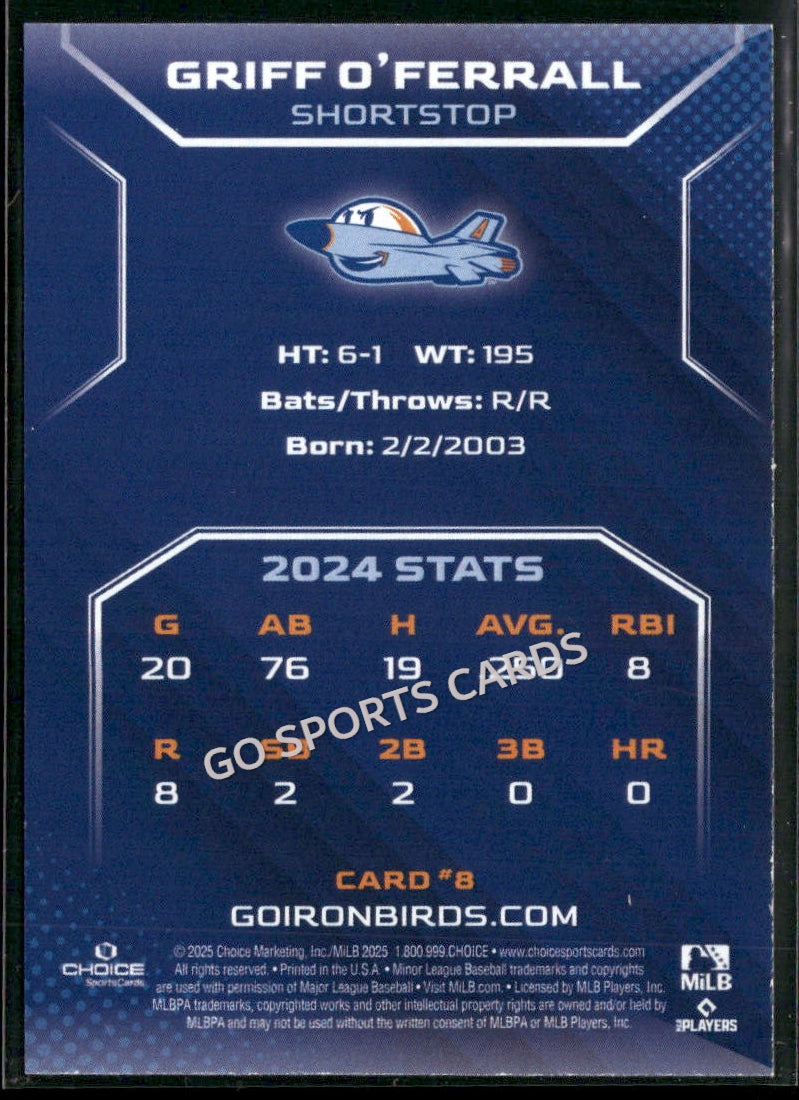 GRIFF O'FERRALL
SHORTSTOP
A
HT: 6-1 WT: 195
Bats/Throws: R/R
Born: 2/2/2003
2024 STATS
G AB H AVG. RBI
20 76 19 .250 8
GO SPORTS CARDS
R SB 2B 3B HR
8 2 2 0 0
CARD #8
GOIRONBIRDS.COM
CHOICE
SportsCards
© 2025 Choice Marketing, Inc./MiLB 2025 1.800.999.CHOICE • www.choicesportscards.com
All rights reserved. • Printed in the U.S.A. • Minor League Baseball trademarks and copyrights
are used with permission of Major League Baseball • Visit MiLB.com. • Licensed by MLB Players, Inc.
MLBPA trademarks, copyrighted works and other intellectual property rights are owned and/or held by
MLBPA and may not be used without the written consent of MLBPA or MLB Players, Inc.
MiLB
MLB PLAYERS